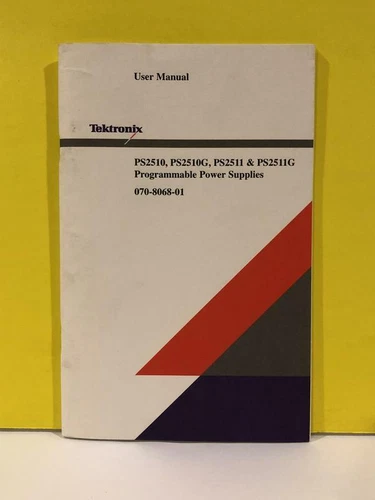 User Manual
Tektronix
PS2510, PS2510G, PS2511 & PS2511G
Programmable Power Supplies
070-8068-01